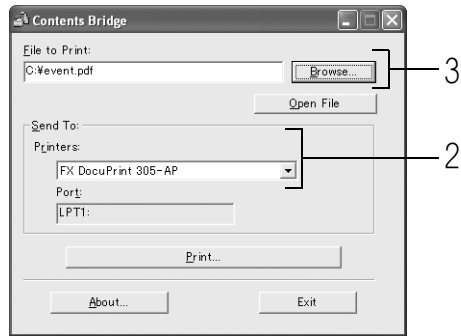 Contents Bridge
File to Print:
C:¥event.pdf
Browse...
3
Open File
Send To:
Printers:
2
FX DocuPrint 305-AP
Port:
LPT1:
Print...
About...
Exit